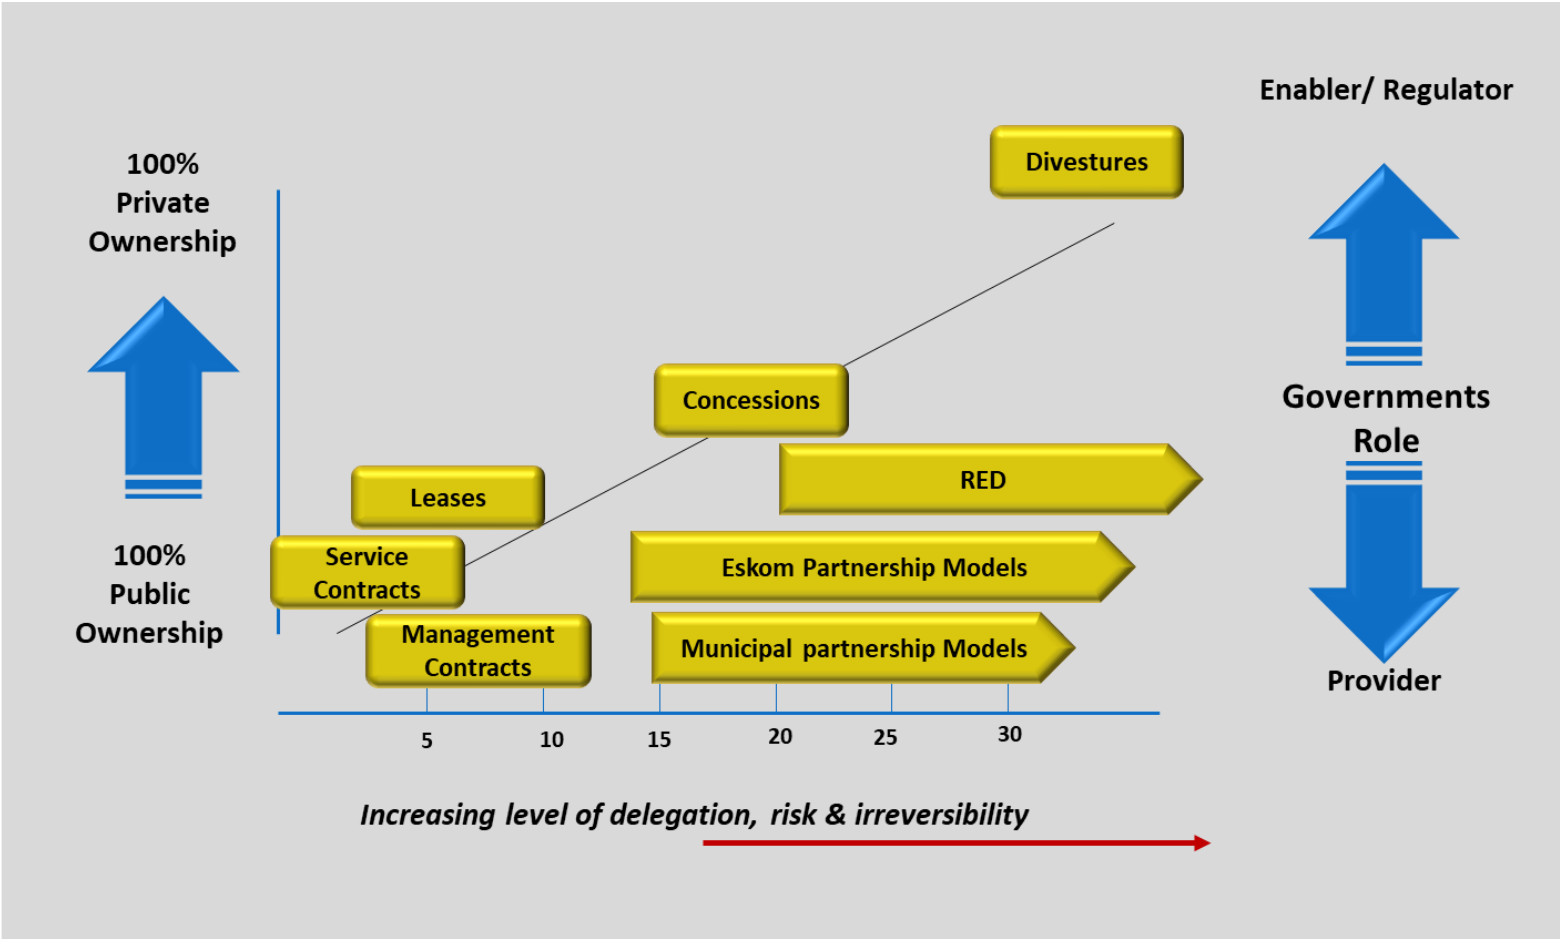 Enabler/ Regulator
Divestures
100%
Private
Ownership
Concessions
Governments
Role
RED
Leases
Service
Contracts
Eskom Partnership Models
100%
Public
Ownership
Management
Contracts
Municipal partnership Models
Provider
5
10
15
20
25
30
Increasing level of delegation, risk & irreversibility